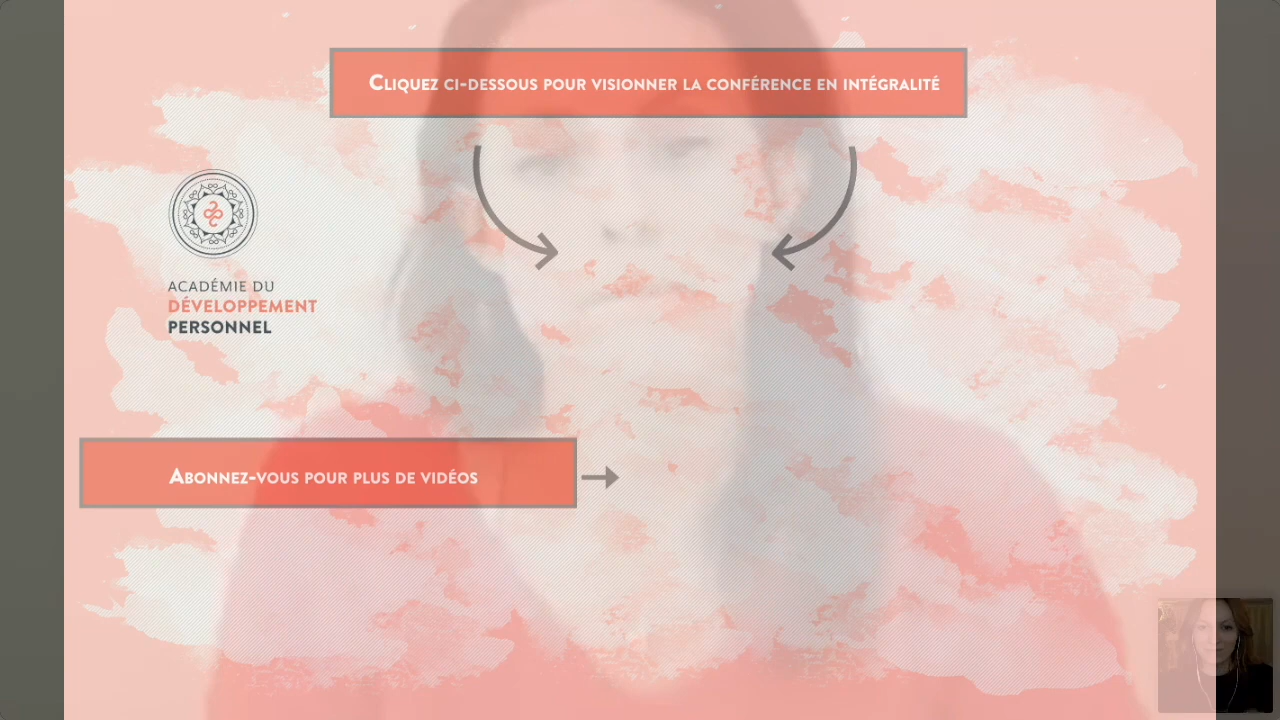 Cliquez ci-dessous pour visionner la conférence en intégralité
ACADÉMIE DU
DÉVELOPPEMENT
PERSONNEL
Abonnez-vous pour plus de vidéos